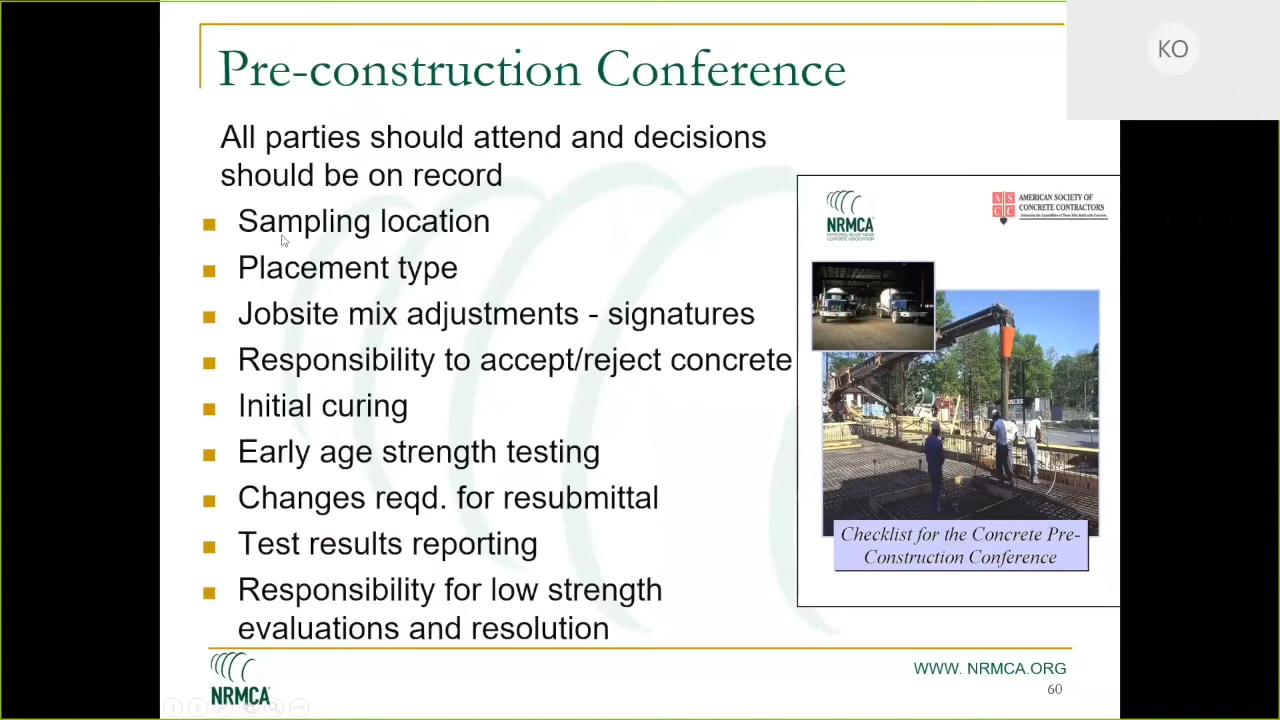 Pre-construction Conference
KO
All parties should attend and decisions
should be on record
Sampling location
Placement type
Jobsite mix adjustments - signatures
Responsibility to accept/reject concrete
Initial curing
Early age strength testing
Changes reqd. for resubmittal
Test results reporting
Responsibility for low strength
evaluations and resolution
NRMCA
NATIONAL READY MIXED
CONCRETE ASSOCIATION
ASCC
AMERICAN SOCIETY OF
CONCRETE CONTRACTORS
Checklist for the Concrete Pre-
Construction Conference
NRMCA
WWW. NRMCA.ORG
60